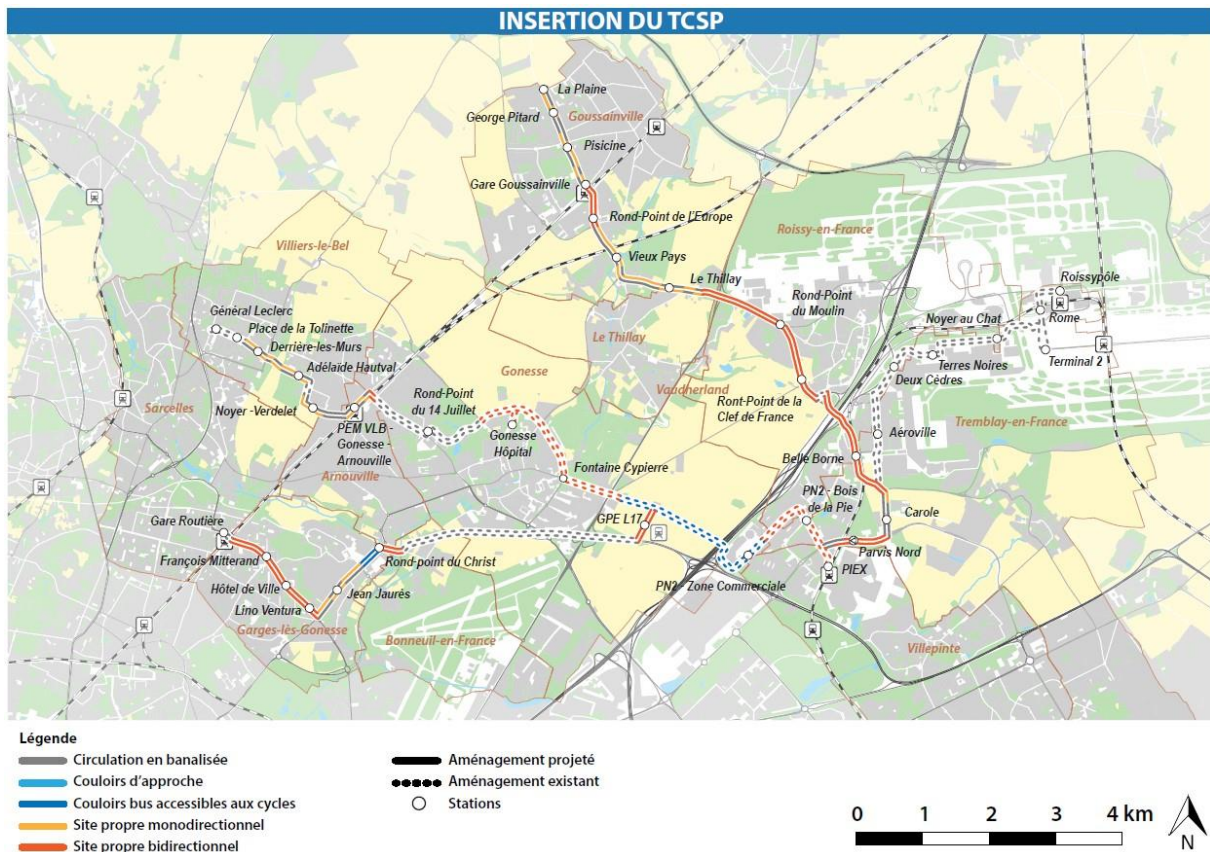 INSERTION DU TCSP
La Plaine
George Pitard
Goussainville
Pisicine
Gare Goussainville
Rond-Point de l'Europe
Roissy-en-France
Villiers-le-Bel
Vieux Pays
Le Thillay
Roissypôle
Rond-Point
du Moulin
Noyer au Chat
Rome
Général Leclerc
Place de la Tolinette
Derrière-les-Murs
Le Thillay
Terres Noires
Terminal 2
Adélaïde Hautval
Gonesse
Vaudherland
Deux Cèdres
Sarcelles
Noyer -Verdelet
Rond-Point
du 14 Juillet
Ront-Point de la
Clef de France
Tremblay-en-France
PEM VLB -
Gonesse -
Arnouville
Gonesse
Hôpital
Aéroville
Arnouville
Fontaine Cypierre
Belle Borne
PN2 - Bois
de la Pie
Gare Routière
GPE L17
Carole
François Mitterand
Rond-point du Christ
Parvis Nord
PIEX
Hôtel de Ville
Jean Jaurés
PN2 - Zone Commerciale
Lino Ventura
Garges-lès-Gonesse
Bonneuil-en-France
Villepinte
Légende
Circulation en banalisée
Aménagement projeté
Couloirs d'approche
Aménagement existant
Couloirs bus accessibles aux cycles
Stations
Site propre monodirectionnel
Site propre bidirectionnel
0 1 2 3 4 km
N